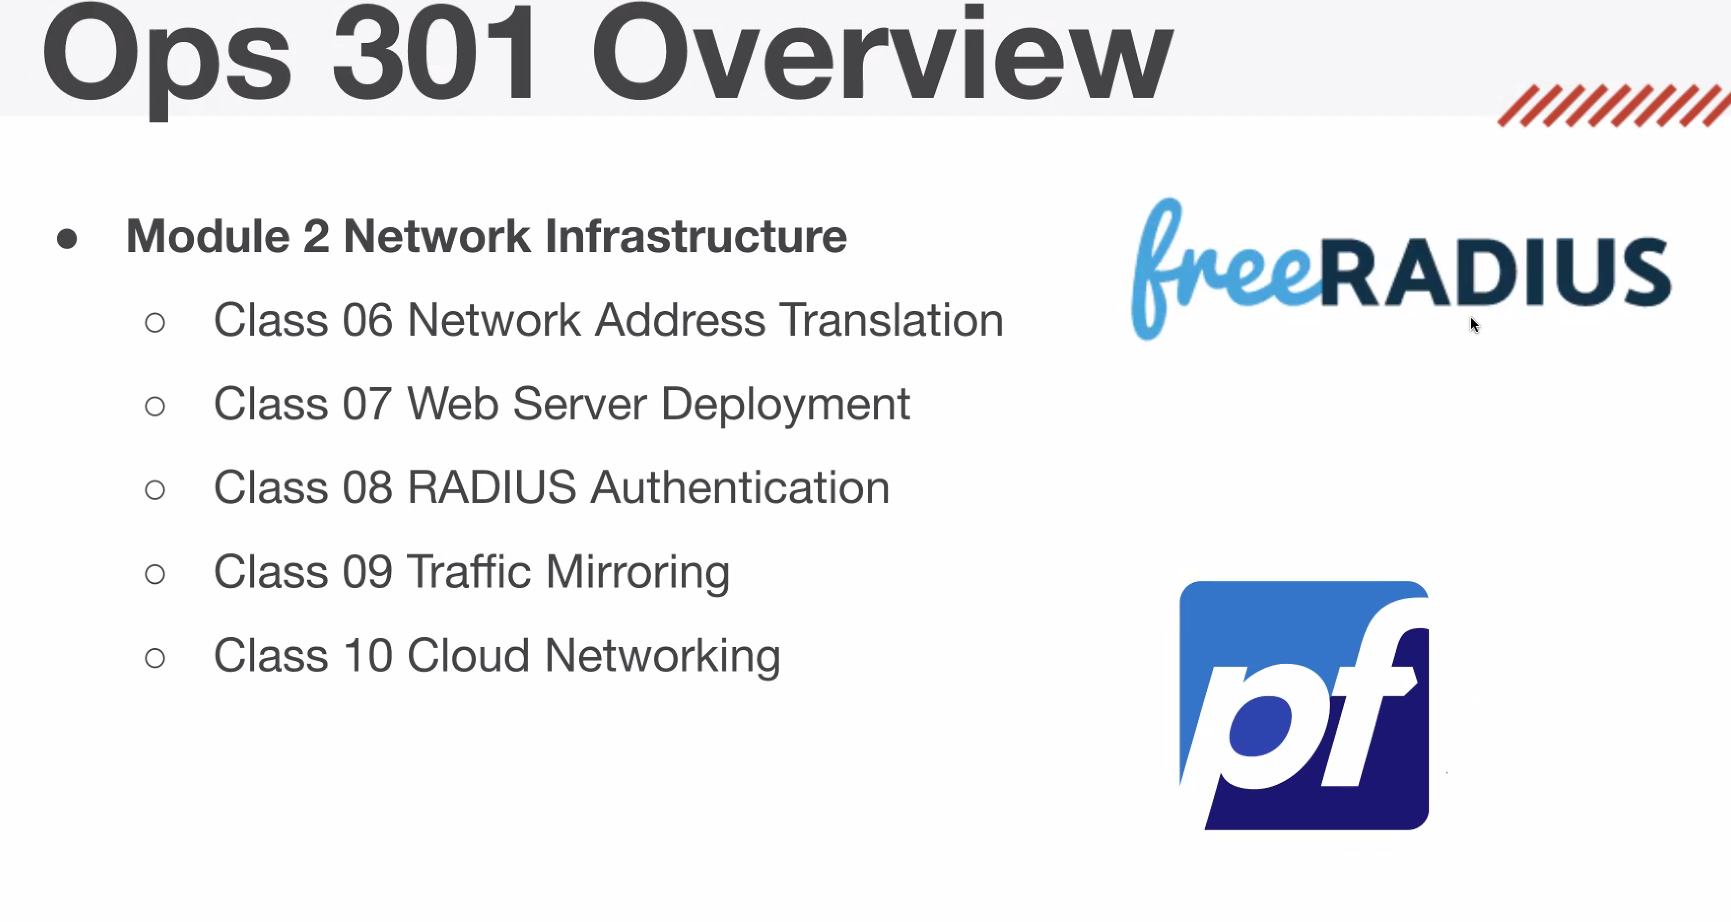 Ops 301 Overview
● Module 2 Network Infrastructure
○ Class 06 Network Address Translation
○ Class 07 Web Server Deployment
○ Class 08 RADIUS Authentication
○ Class 09 Traffic Mirroring
○ Class 10 Cloud Networking
freeRADIUS
pf